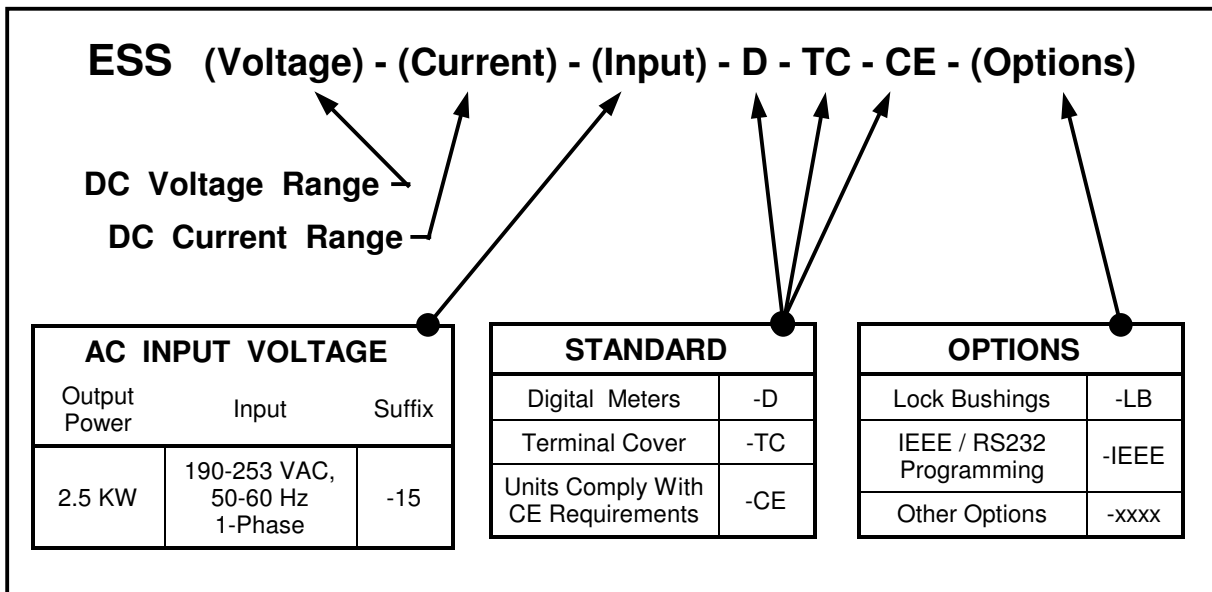 ESS (Voltage) - (Current) - (Input) - D - TC - CE - (Options)
DC Voltage Range
DC Current Range
AC INPUT VOLTAGE
Output Power
Input
Suffix
2.5 KW
190-253 VAC,
50-60 Hz
1-Phase
-15
STANDARD
Digital Meters
-D
Terminal Cover
-TC
Units Comply With
CE Requirements
-CE
OPTIONS
Lock Bushings
-LB
IEEE / RS232
Programming
-IEEE
Other Options
-xxxx